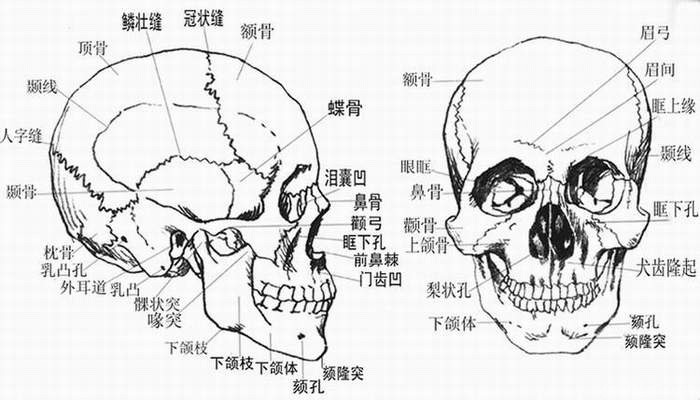 鳞壮缝
冠状缝
额骨
顶骨
颞线
人字缝
蝶骨
颞骨
泪囊凹
鼻骨
颧弓
眶下孔
前鼻棘
门齿凹
枕骨
乳凸孔
外耳道
乳凸
髁状突
喙突
下颌枝
下颌枝
下颌体
颏孔
颏隆突
眉弓
眉间
额骨
眶上缘
颞线
眼眶
鼻骨
眶下孔
颧骨
上颌骨
犬齿隆起
梨状孔
下颌体
颏孔
颏隆突